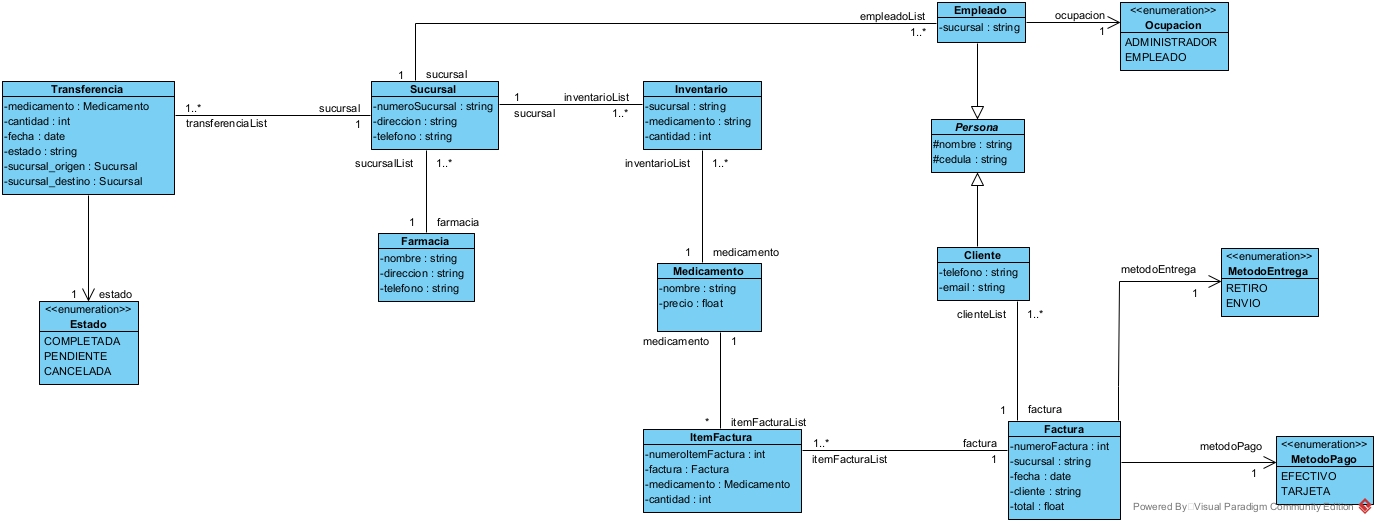 Empleado
-sucursal : string
empleadoList
1..*
ocupacion
1
<<enumeration>>
Ocupacion
ADMINISTRADOR
EMPLEADO
1
sucursal
Transferencia
-medicamento : Medicamento
-cantidad : int
-fecha : date
-estado : string
-sucursal_origen : Sucursal
-sucursal_destino : Sucursal
1..*
transferenciaList
sucursal
1
Sucursal
-numeroSucursal : string
-direccion : string
-telefono : string
1
sucursal
inventarioList
1..*
Inventario
-sucursal : string
-medicamento : string
-cantidad : int
Persona
#nombre : string
#cedula : string
sucursalList
1..*
inventarioList
1..*
1
farmacia
Farmacia
-nombre : string
-direccion : string
-telefono : string
1
medicamento
Medicamento
-nombre : string
-precio : float
Cliente
-telefono : string
-email : string
metodoEntrega
1
<<enumeration>>
MetodoEntrega
RETIRO
ENVIO
1
estado
<<enumeration>>
Estado
COMPLETADA
PENDIENTE
CANCELADA
clienteList
1..*
medicamento
1
*
itemFacturaList
1
factura
ItemFactura
-numeroItemFactura : int
-factura : Factura
-medicamento : Medicamento
-cantidad : int
1..*
itemFacturaList
factura
1
Factura
-numeroFactura : int
-sucursal : string
-fecha : date
-cliente : string
-total : float
metodoPago
1
<<enumeration>>
MetodoPago
EFECTIVO
TARJETA
Powered By Visual Paradigm Community Edition